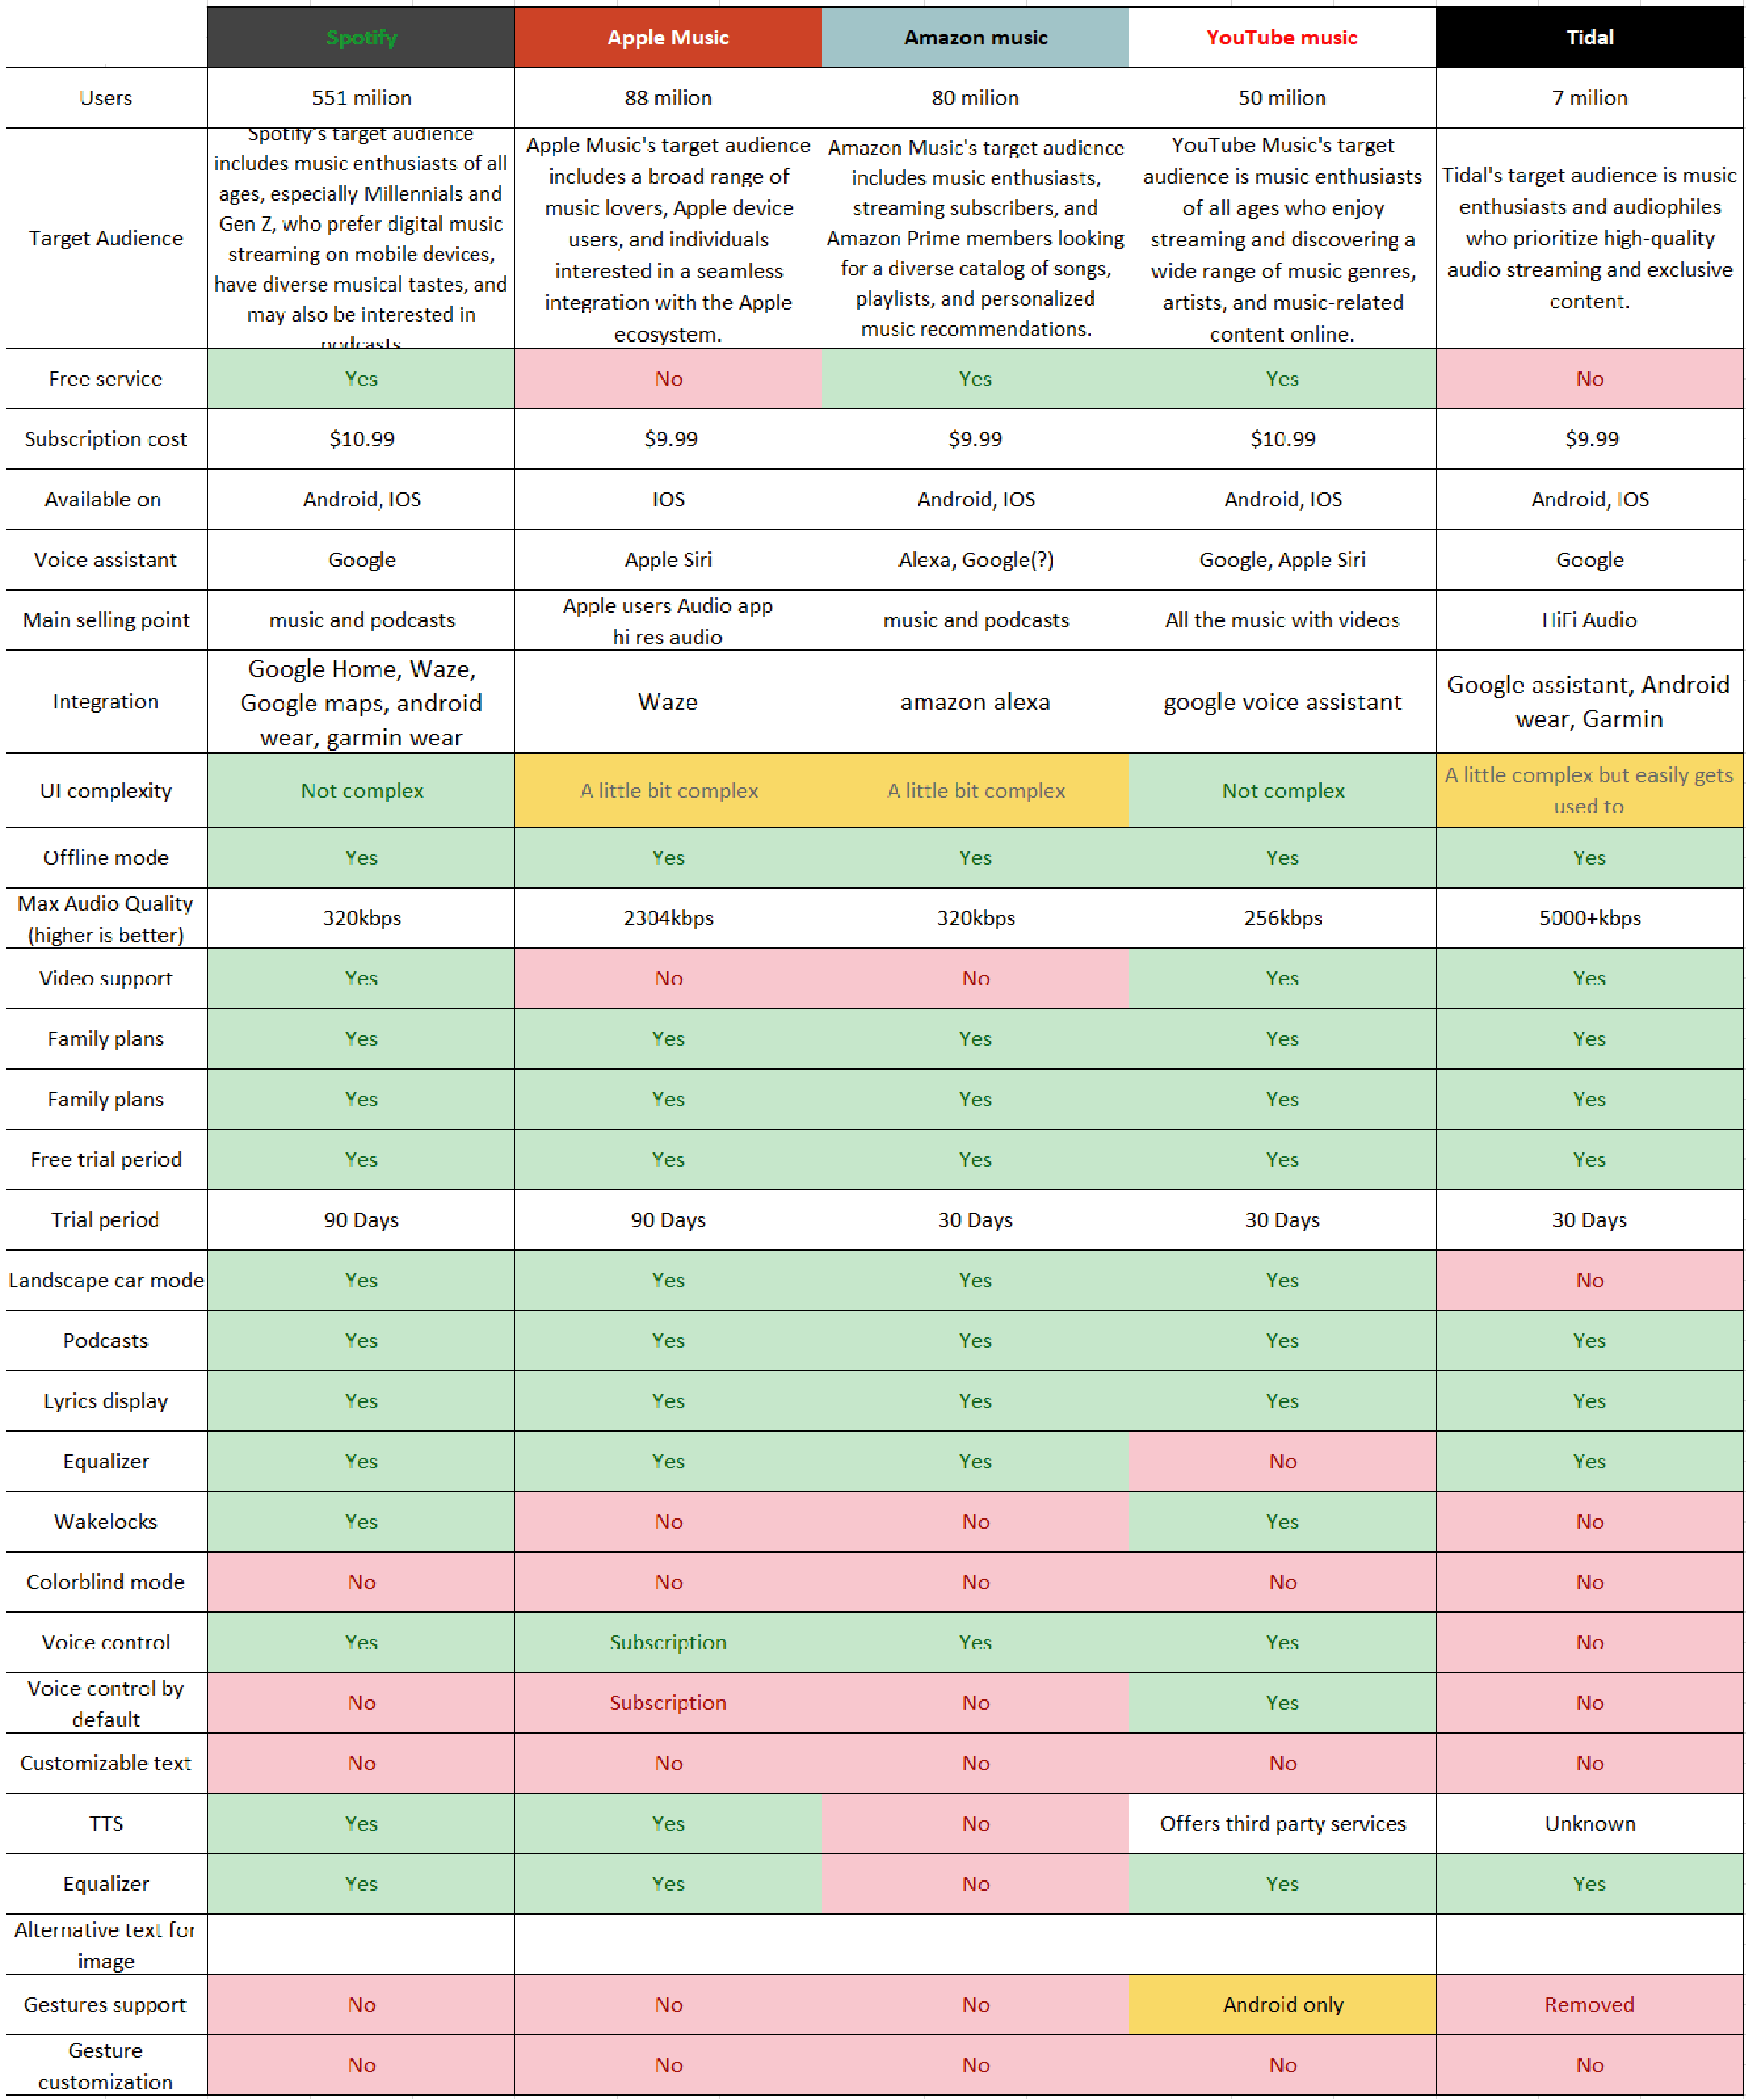 Spotify Apple Music Amazon music YouTube music Tidal
Users 551 milion 88 milion 80 milion 50 milion 7 milion
Target Audience
Spotify's target audience
includes music enthusiasts of all
ages, especially Millennials and
Gen Z, who prefer digital music
streaming on mobile devices,
have diverse musical tastes, and
may also be interested in
podcasts
Apple Music's target audience
includes a broad range of
music lovers, Apple device
users, and individuals
interested in a seamless
integration with the Apple
ecosystem.
Amazon Music's target audience
includes music enthusiasts,
streaming subscribers, and
Amazon Prime members looking
for a diverse catalog of songs,
playlists, and personalized
music recommendations.
YouTube Music's target
audience is music enthusiasts
of all ages who enjoy
streaming and discovering a
wide range of music genres,
artists, and music-related
content online.
Tidal's target audience is music
enthusiasts and audiophiles
who prioritize high-quality
audio streaming and exclusive
content.
Free service Yes No Yes Yes No
Subscription cost $10.99 $9.99 $9.99 $10.99 $9.99
Available on Android, IOS IOS Android, IOS Android, IOS Android, IOS
Voice assistant Google Apple Siri Alexa, Google(?) Google, Apple Siri Google
Main selling point music and podcasts
Apple users Audio app
hi res audio
music and podcasts All the music with videos HiFi Audio
Integration
Google Home, Waze,
Google maps, android
wear, garmin wear
Waze amazon alexa google voice assistant
Google assistant, Android
wear, Garmin
UI complexity Not complex A little bit complex A little bit complex Not complex
A little complex but easily gets
used to
Offline mode Yes Yes Yes Yes Yes
Max Audio Quality
(higher is better)
320kbps 2304kbps 320kbps 256kbps 5000+kbps
Video support Yes No No Yes Yes
Family plans Yes Yes Yes Yes Yes
Family plans Yes Yes Yes Yes Yes
Free trial period Yes Yes Yes Yes Yes
Trial period 90 Days 90 Days 30 Days 30 Days 30 Days
Landscape car mode Yes Yes Yes Yes No
Podcasts Yes Yes Yes Yes Yes
Lyrics display Yes Yes Yes Yes Yes
Equalizer Yes Yes Yes No Yes
Wakelocks Yes No No Yes No
Colorblind mode No No No No No
Voice control Yes Subscription Yes Yes No
Voice control by
default
No Subscription No Yes No
Customizable text No No No No No
TTS Yes Yes No Offers third party services Unknown
Equalizer Yes Yes No Yes Yes
Alternative text for
image
Gestures support No No No Android only Removed
Gesture
customization
No No No No No